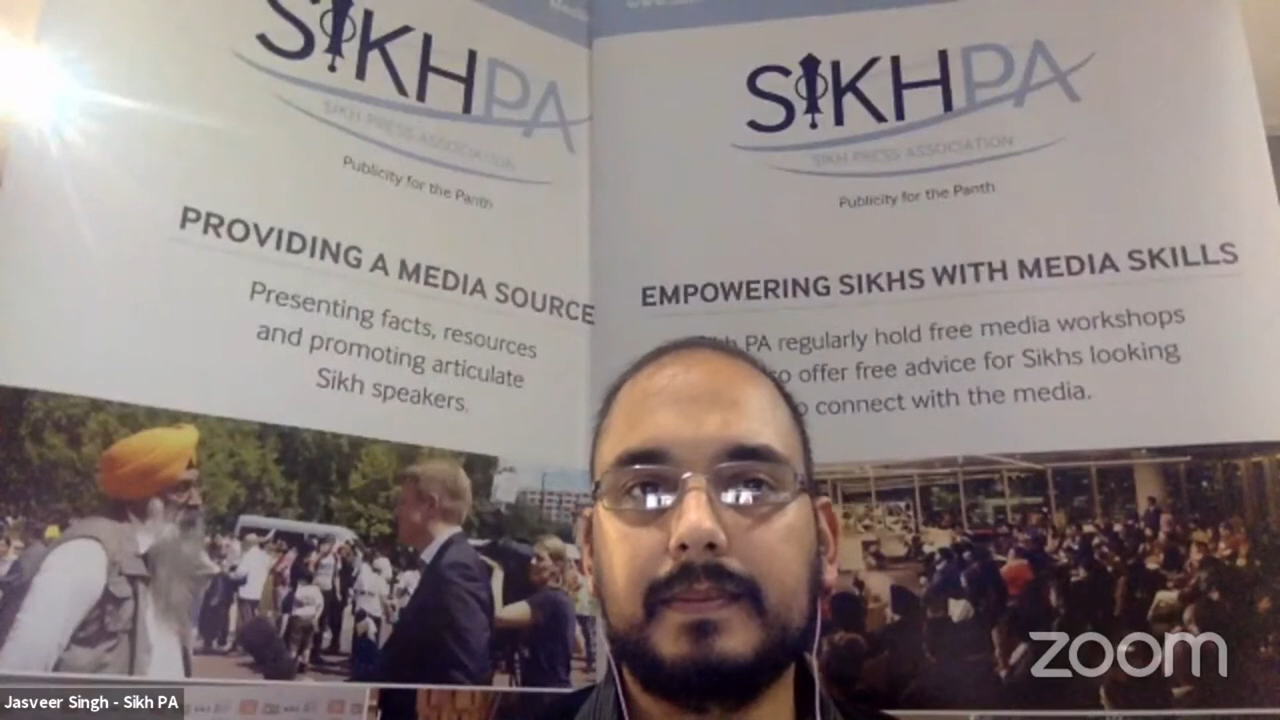 SIKHPA
SIKH PRESS ASSOCIATION
Publicity for the Panth
PROVIDING A MEDIA SOURCE
Presenting facts, resources
and promoting articulate
Sikh speakers.
SIKHPA
SIKH PRESS ASSOCIATION
Publicity for the Panth
EMPOWERING SIKHS WITH MEDIA SKILLS
PA regularly hold free media workshops
offer free advice for Sikhs looking
connect with the media.
zoom
Jasveer Singh - Sikh PA